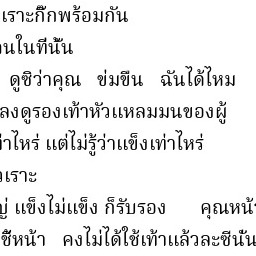 เราะกิ๊กพร้อมกัน
นในที่นั้น
ดูซิว่าคุณ ข่มขืน ฉันได้ไหม
ลงดูรองเท้าหัวแหลมมนของผู้
าไหร่ แต่ไม่รู้ว่าแข็งเท่าไหร่
เราะ
แข็งไม่แข็ง ก็รับรอง คุณหน้า
ชี้หน้า คงไม่ได้ใช้เท้าแล้วละซีนั่น